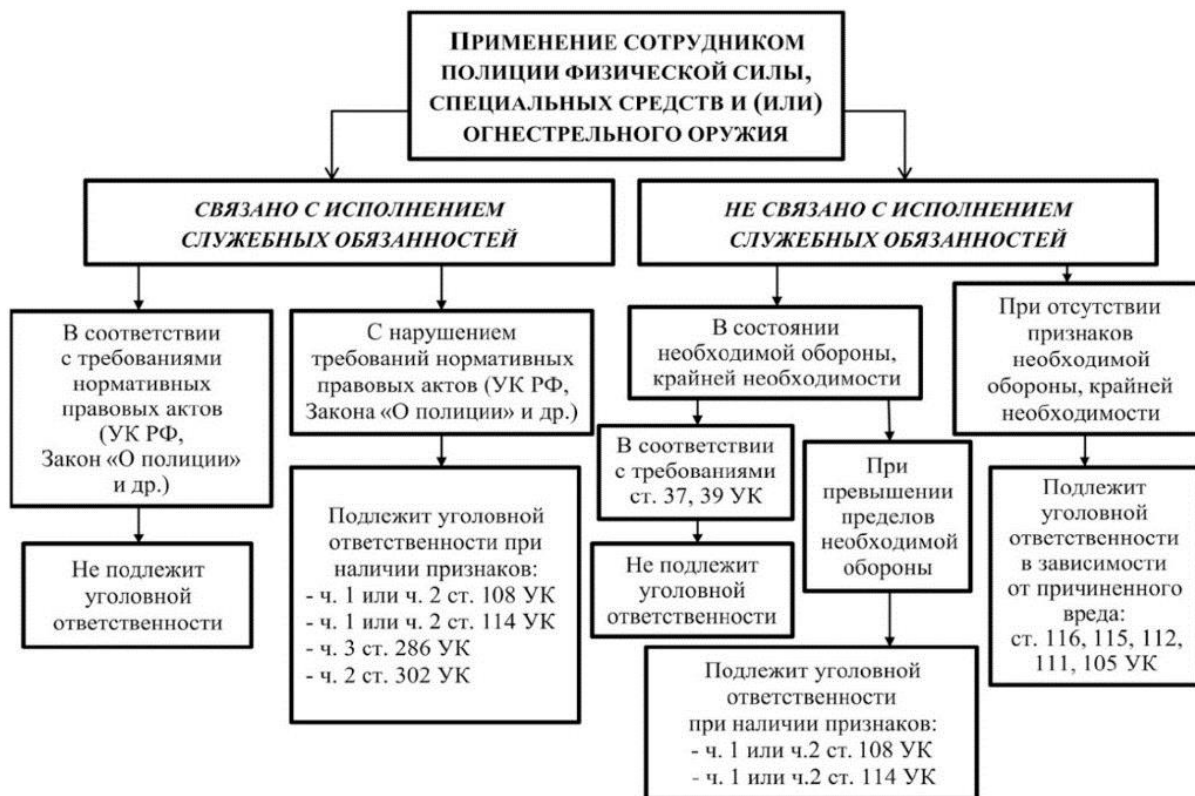 ПРИМЕНЕНИЕ СОТРУДНИКОМ
ПОЛИЦИИ ФИЗИЧЕСКОЙ СИЛЫ,
СПЕЦИАЛЬНЫХ СРЕДСТВ И (ИЛИ)
ОГНЕСТРЕЛЬНОГО ОРУЖИЯ
СВЯЗАНО С ИСПОЛНЕНИЕМ
СЛУЖЕБНЫХ ОБЯЗАННОСТЕЙ
НЕ СВЯЗАНО С ИСПОЛНЕНИЕМ
СЛУЖЕБНЫХ ОБЯЗАННОСТЕЙ
В соответствии
с требованиями
нормативных
правовых актов
(УК РФ,
Закон «О полиции»
и др.)
Не подлежит
уголовной
ответственности
С нарушением
требований нормативных
правовых актов (УК РФ,
Закона «О полиции» и др.)
Подлежит уголовной
ответственности при
наличии признаков:
- ч. 1 или ч. 2 ст. 108 УК
- ч. 1 или ч. 2 ст. 114 УК
- ч. 3 ст. 286 УК
- ч. 2 ст. 302 УК
В состоянии
необходимой обороны,
крайней необходимости
В соответствии
с требованиями
ст. 37, 39 УК
Не подлежит
уголовной
ответственности
При
превышении
пределов
необходимой
обороны
Подлежит уголовной
ответственности
при наличии признаков:
- ч. 1 или ч.2 ст. 108 УК
- ч. 1 или ч.2 ст. 114 УК
При отсутствии
признаков
необходимой
обороны, крайней
необходимости
Подлежит
уголовной
ответственности
в зависимости
от причиненного
вреда:
ст. 116, 115, 112,
111, 105 УК